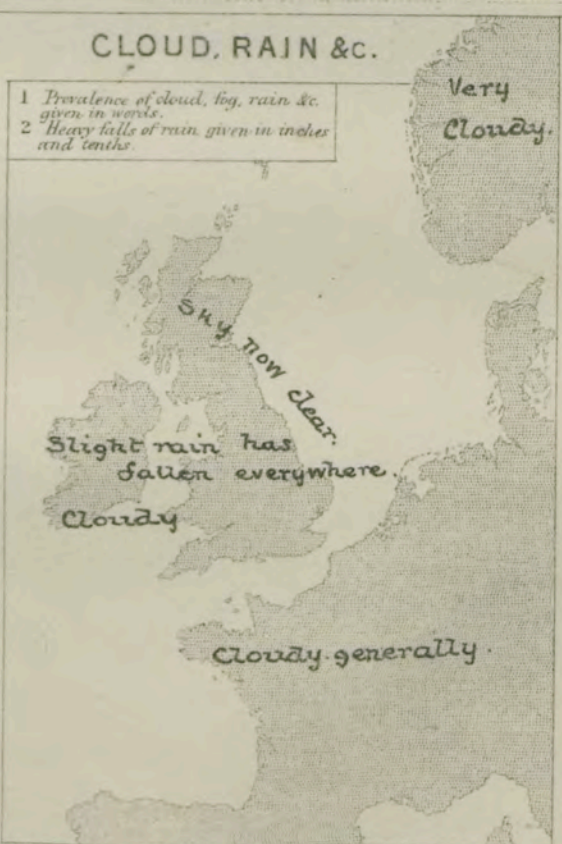 CLOUD, RAIN &c.
1 Prevalence of cloud, fog, rain &c.
given in words.
2 Heavy falls of rain given in inches
and tenths.
Very
Cloudy.
Sky now clear.
Slight rain has
fallen everywhere.
Cloudy
Cloudy generally.